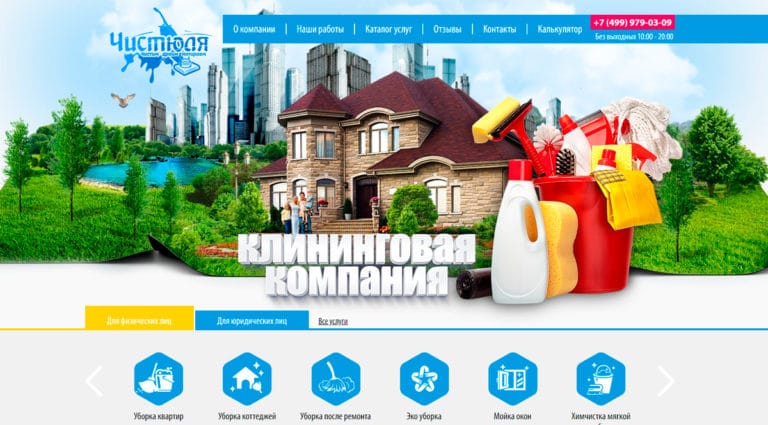 Чистюля
О компании
Наши работы
Каталог услуг
Отзывы
Контакты
Калькулятор
+7 (499) 979-03-09
Без выходных 10:00 - 20:00
КЛИНИНГОВАЯ
КОМПАНИЯ
Для физических лиц
Для юридических лиц
Все услуги
Уборка квартир
Уборка коттеджей
Уборка после ремонта
Эко уборка
Мойка окон
Химчистка мягкой